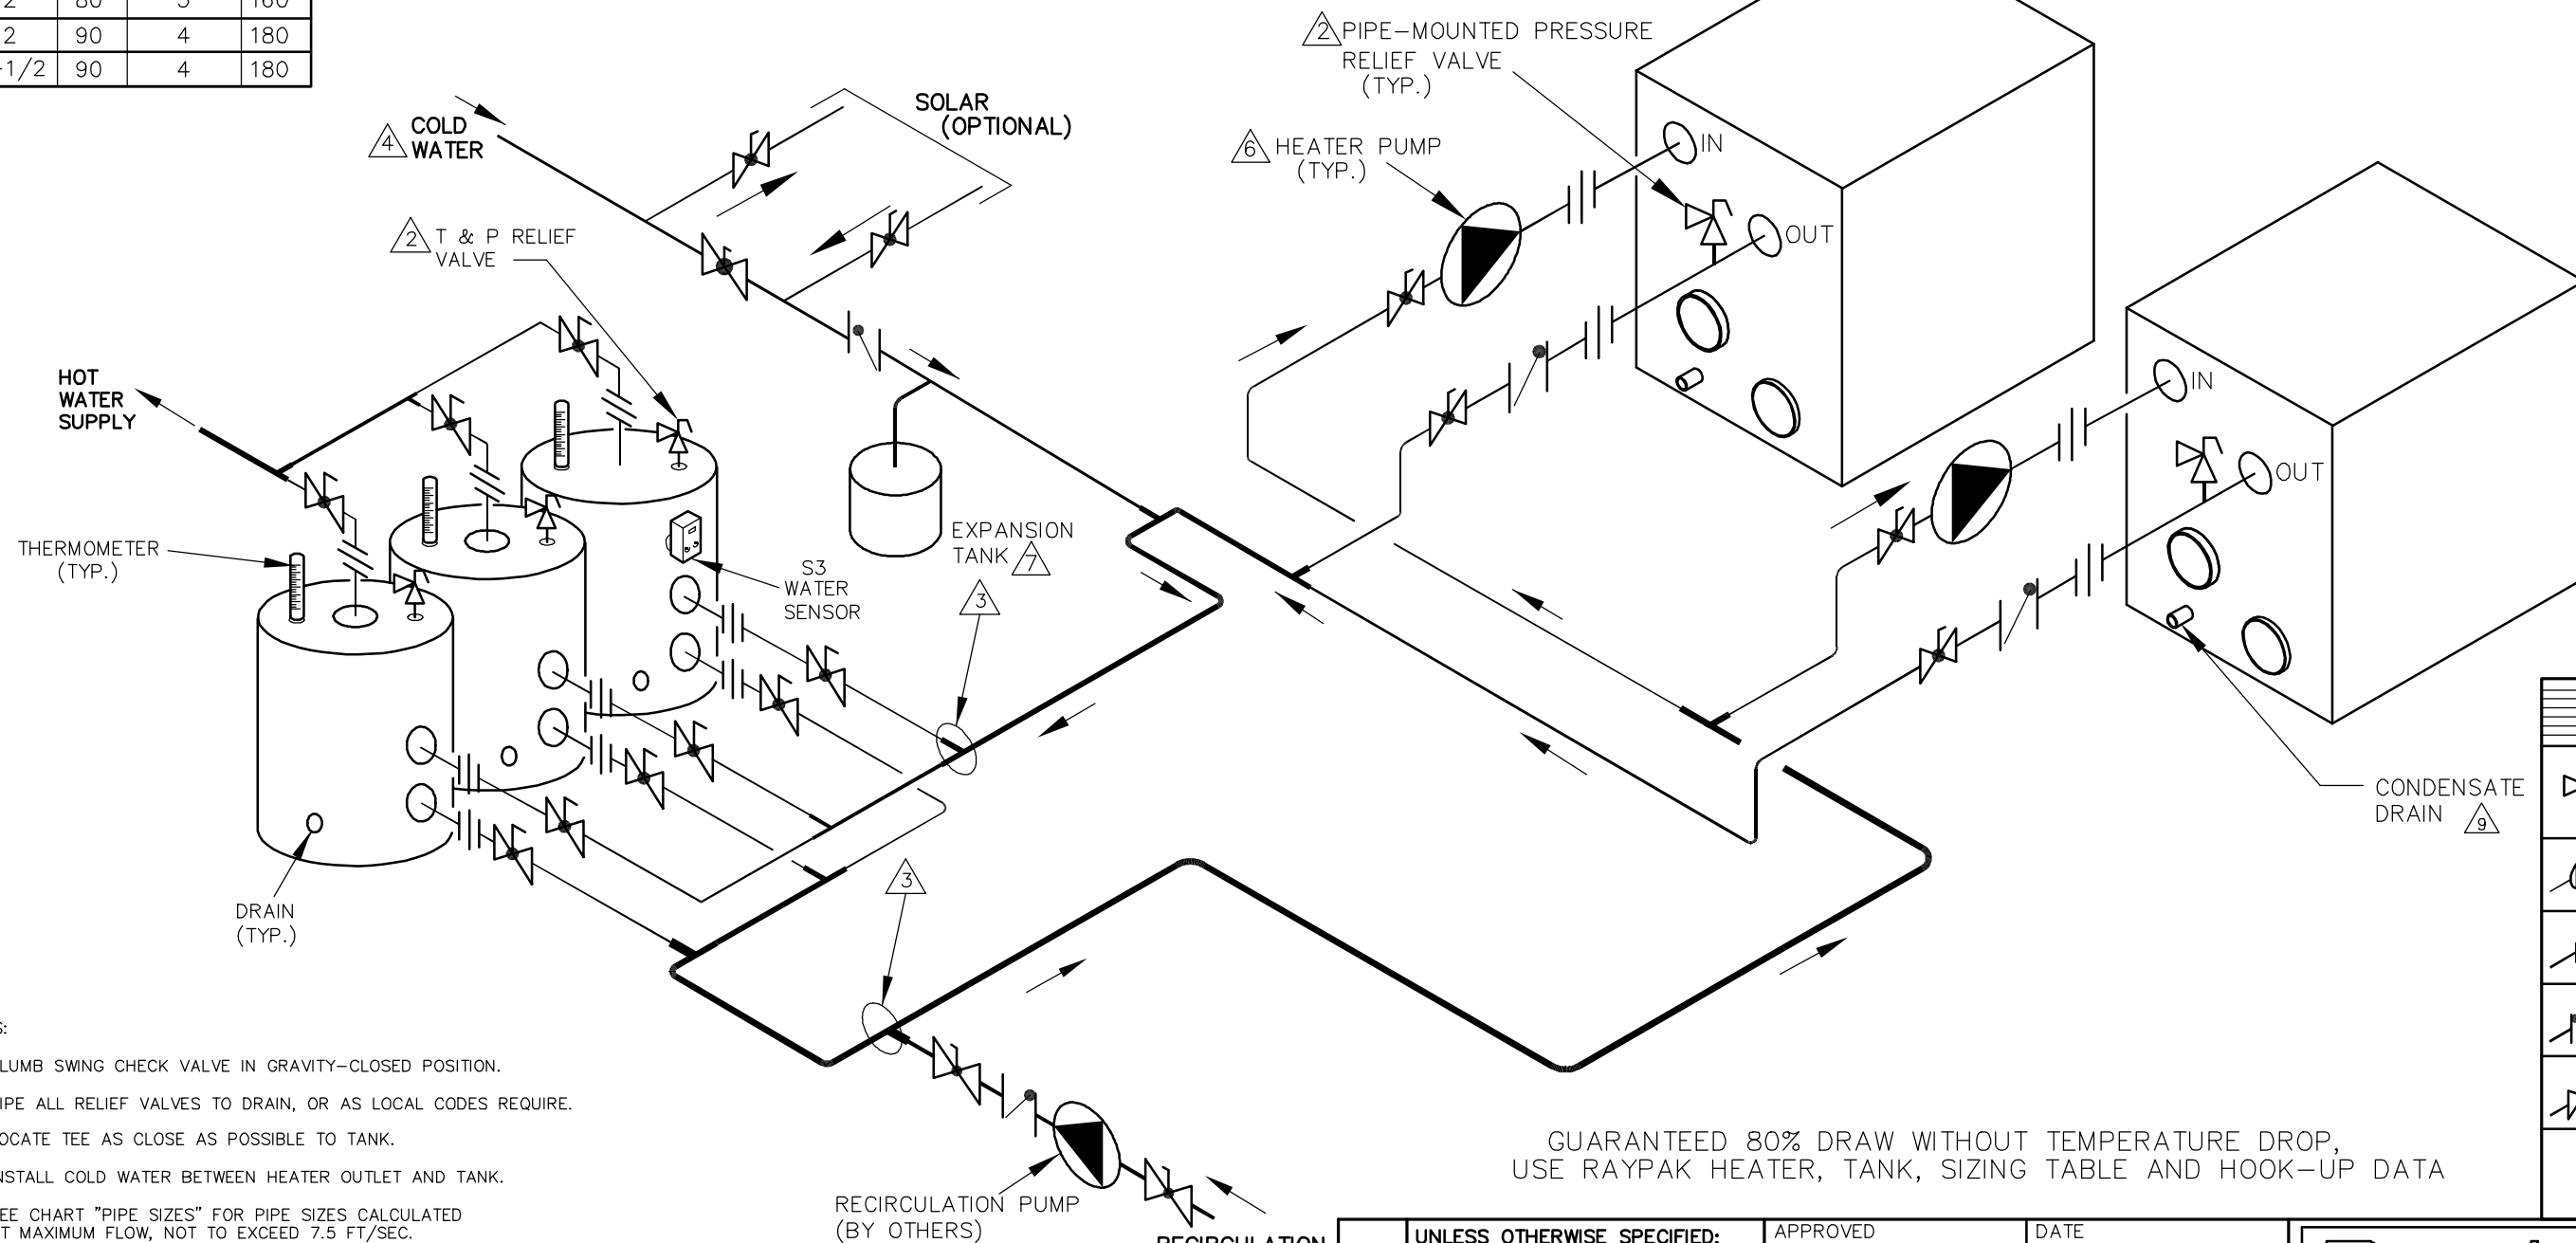 2 80 3 160
2 90 4 180
-1/2 90 4 180
2 PIPE-MOUNTED PRESSURE
RELIEF VALVE
(TYP.)
SOLAR
(OPTIONAL)
4 COLD
WATER
6 HEATER PUMP
(TYP.)
IN
2 T & P RELIEF
VALVE
OUT
HOT
WATER
SUPPLY
IN
OUT
THERMOMETER
(TYP.)
EXPANSION
TANK 7
S3
WATER
SENSOR
3
CONDENSATE
DRAIN 9
3
DRAIN
(TYP.)
S:
LUMB SWING CHECK VALVE IN GRAVITY-CLOSED POSITION.
IPE ALL RELIEF VALVES TO DRAIN, OR AS LOCAL CODES REQUIRE.
OCATE TEE AS CLOSE AS POSSIBLE TO TANK.
NSTALL COLD WATER BETWEEN HEATER OUTLET AND TANK.
EE CHART "PIPE SIZES" FOR PIPE SIZES CALCULATED
T MAXIMUM FLOW, NOT TO EXCEED 7.5 FT/SEC.
GUARANTEED 80% DRAW WITHOUT TEMPERATURE DROP,
USE RAYPAK HEATER, TANK, SIZING TABLE AND HOOK-UP DATA
RECIRCULATION PUMP
(BY OTHERS)
RECIRCULATION
UNLESS OTHERWISE SPECIFIED:
APPROVED
DATE